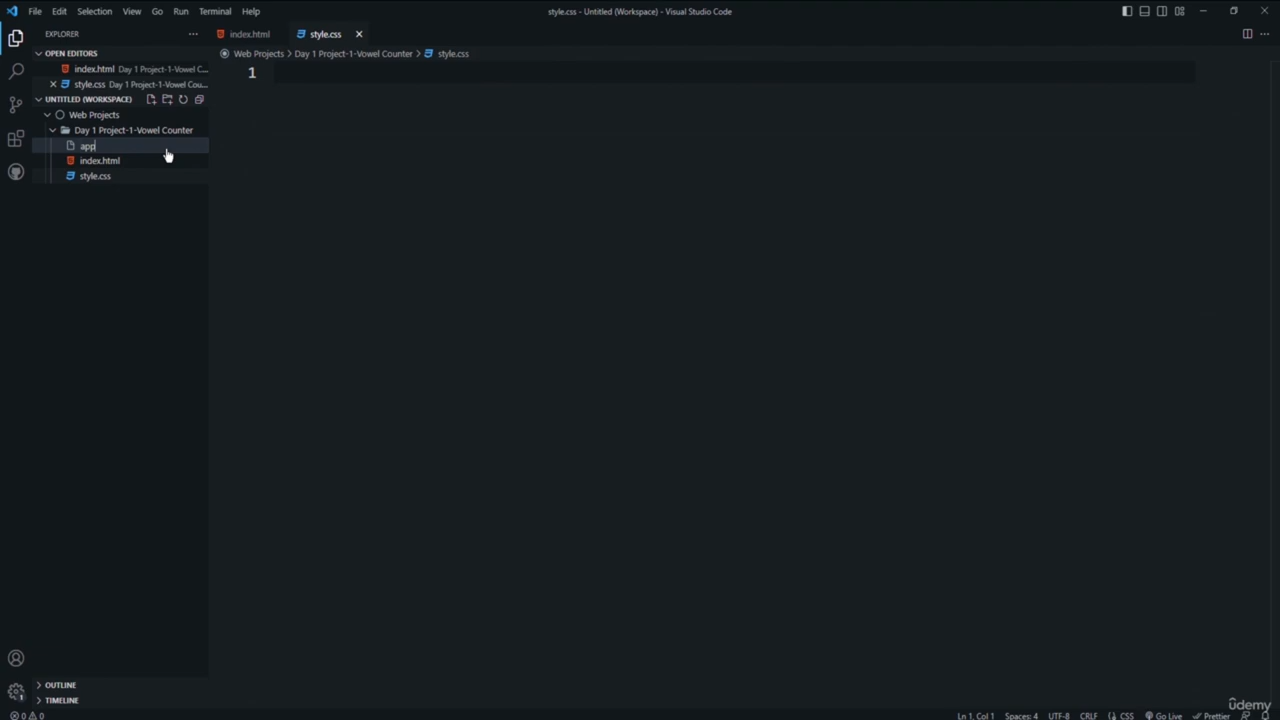 File Edit Selection View Go Run Terminal Help
style.css - Untitled (Workspace) - Visual Studio Code
EXPLORER
index.html
style.css
OPEN EDITORS
Web Projects > Day 1 Project-1-Vowel Counter > style.css
index.html Day 1 Project-1-Vowel C...
1
style.css Day 1 Project-1-Vowel Cou...
UNTITLED (WORKSPACE)
Web Projects
Day 1 Project-1-Vowel Counter
app
index.html
style.css
OUTLINE
1
TIMELINE
ûdemy
0 0
Ln 1, Col 1 Spaces: 4 UTF-8 CRLF {} CSS Go Live Prettier